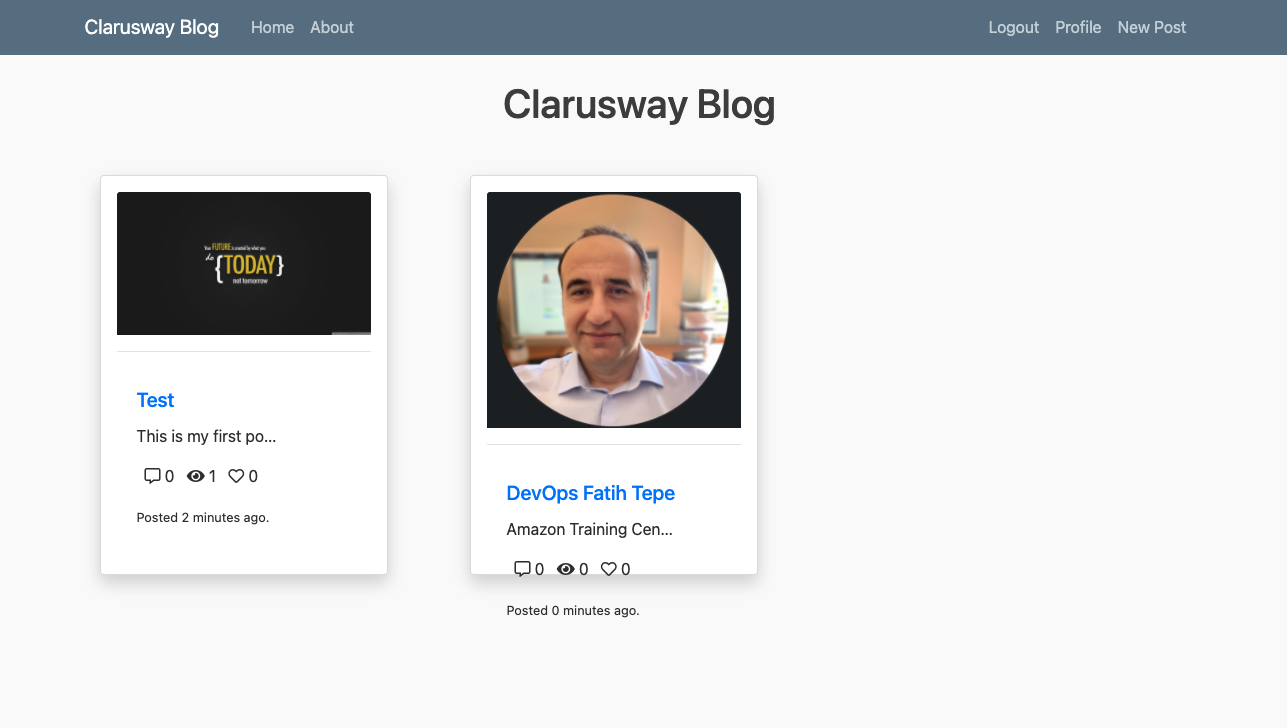 Clarusway Blog Home About Logout Profile New Post
Clarusway Blog
Your FUTURE is created by what you
do {TODAY}
not tomorrow
Test
This is my first po...
0 1 0
Posted 2 minutes ago.
DevOps Fatih Tepe
Amazon Training Cen...
0 0 0
Posted 0 minutes ago.